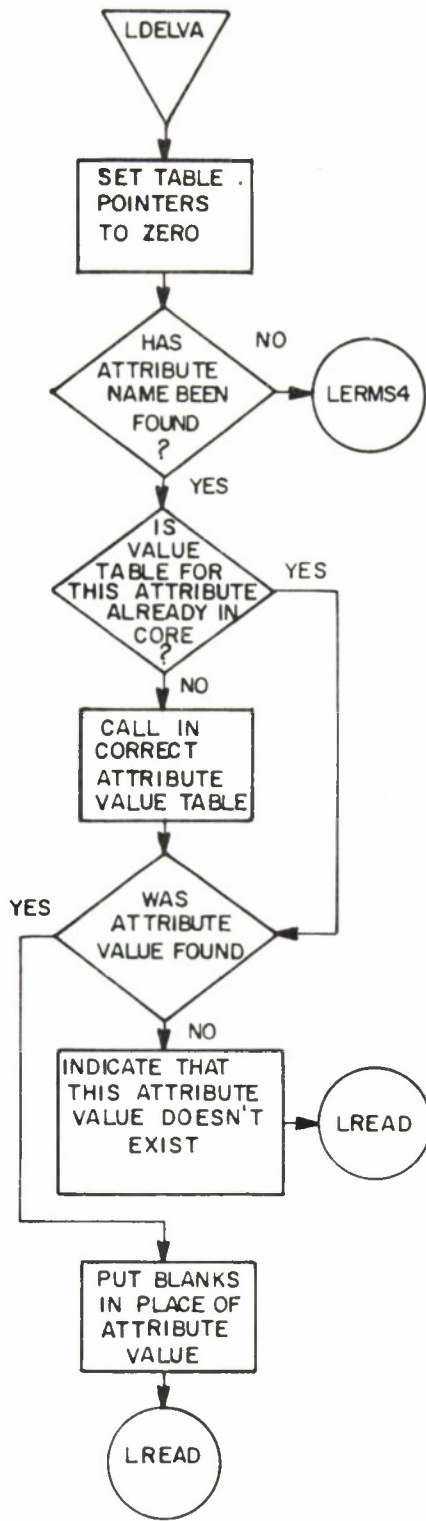 LDELVA
SET TABLE
POINTERS
TO ZERO
HAS
ATTRIBUTE
NAME BEEN
FOUND
?
NO
LERMS4
YES
IS
VALUE
TABLE FOR
THIS ATTRIBUTE
ALREADY IN
CORE
?
YES
NO
CALL IN
CORRECT
ATTRIBUTE
VALUE TABLE
WAS
ATTRIBUTE
VALUE FOUND
YES
NO
INDICATE THAT
THIS ATTRIBUTE
VALUE DOESN'T
EXIST
LREAD
PUT BLANKS
IN PLACE OF
ATTRIBUTE
VALUE
LREAD